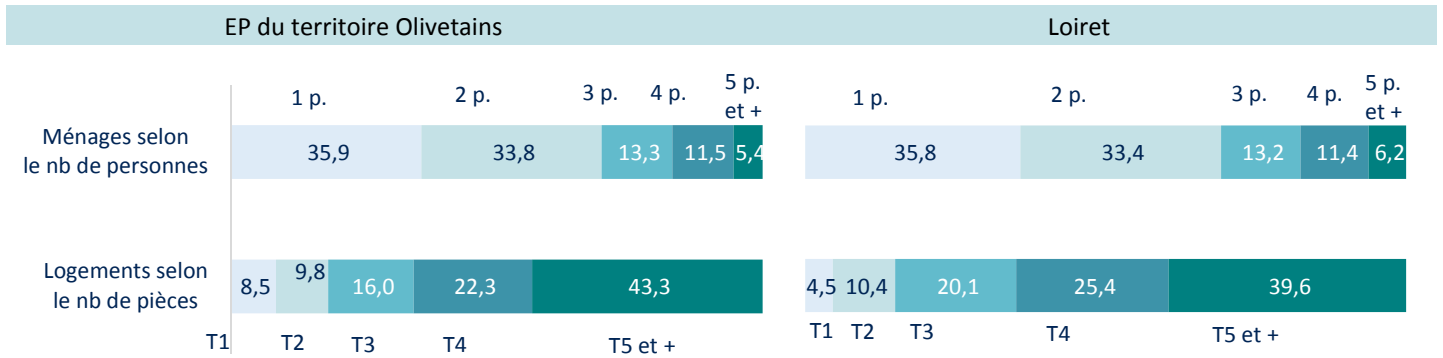 EP du territoire Olivetains
Loiret
1 p.
2 p.
3 p.
4 p.
5 p.
et +
1 p.
2 p.
3 p.
4 p.
5 p.
et +
Ménages selon
le nb de personnes
35,9
33,8
13,3
11,5
5,4
35,8
33,4
13,2
11,4
6,2
Logements selon
le nb de pièces
8,5
9,8
16,0
22,3
43,3
4,5
10,4
20,1
25,4
39,6
T1
T2
T3
T4
T5 et +
T1
T2
T3
T4
T5 et +